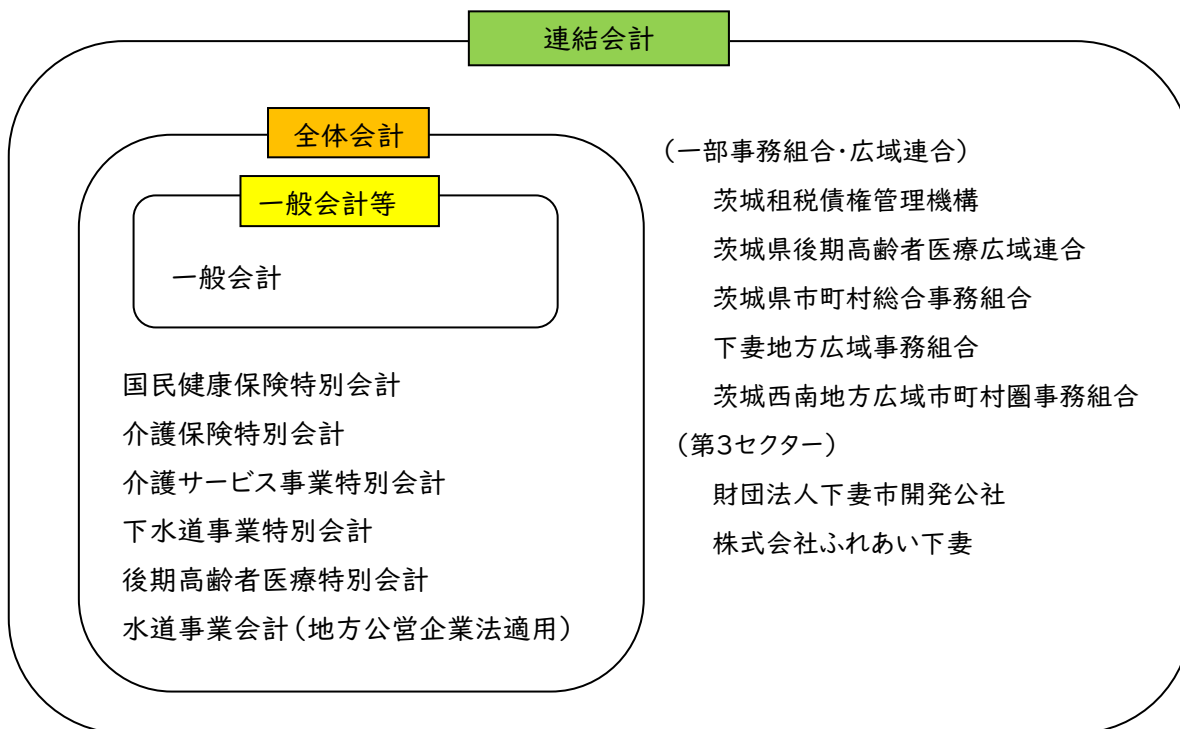 連結会計
全体会計
一般会計等
一般会計
国民健康保険特別会計
介護保険特別会計
介護サービス事業特別会計
下水道事業特別会計
後期高齢者医療特別会計
水道事業会計(地方公営企業法適用)
(一部事務組合・広域連合)
茨城租税債権管理機構
茨城県後期高齢者医療広域連合
茨城県市町村総合事務組合
下妻地方広域事務組合
茨城西南地方広域市町村圏事務組合
(第3セクター)
財団法人下妻市開発公社
株式会社ふれあい下妻